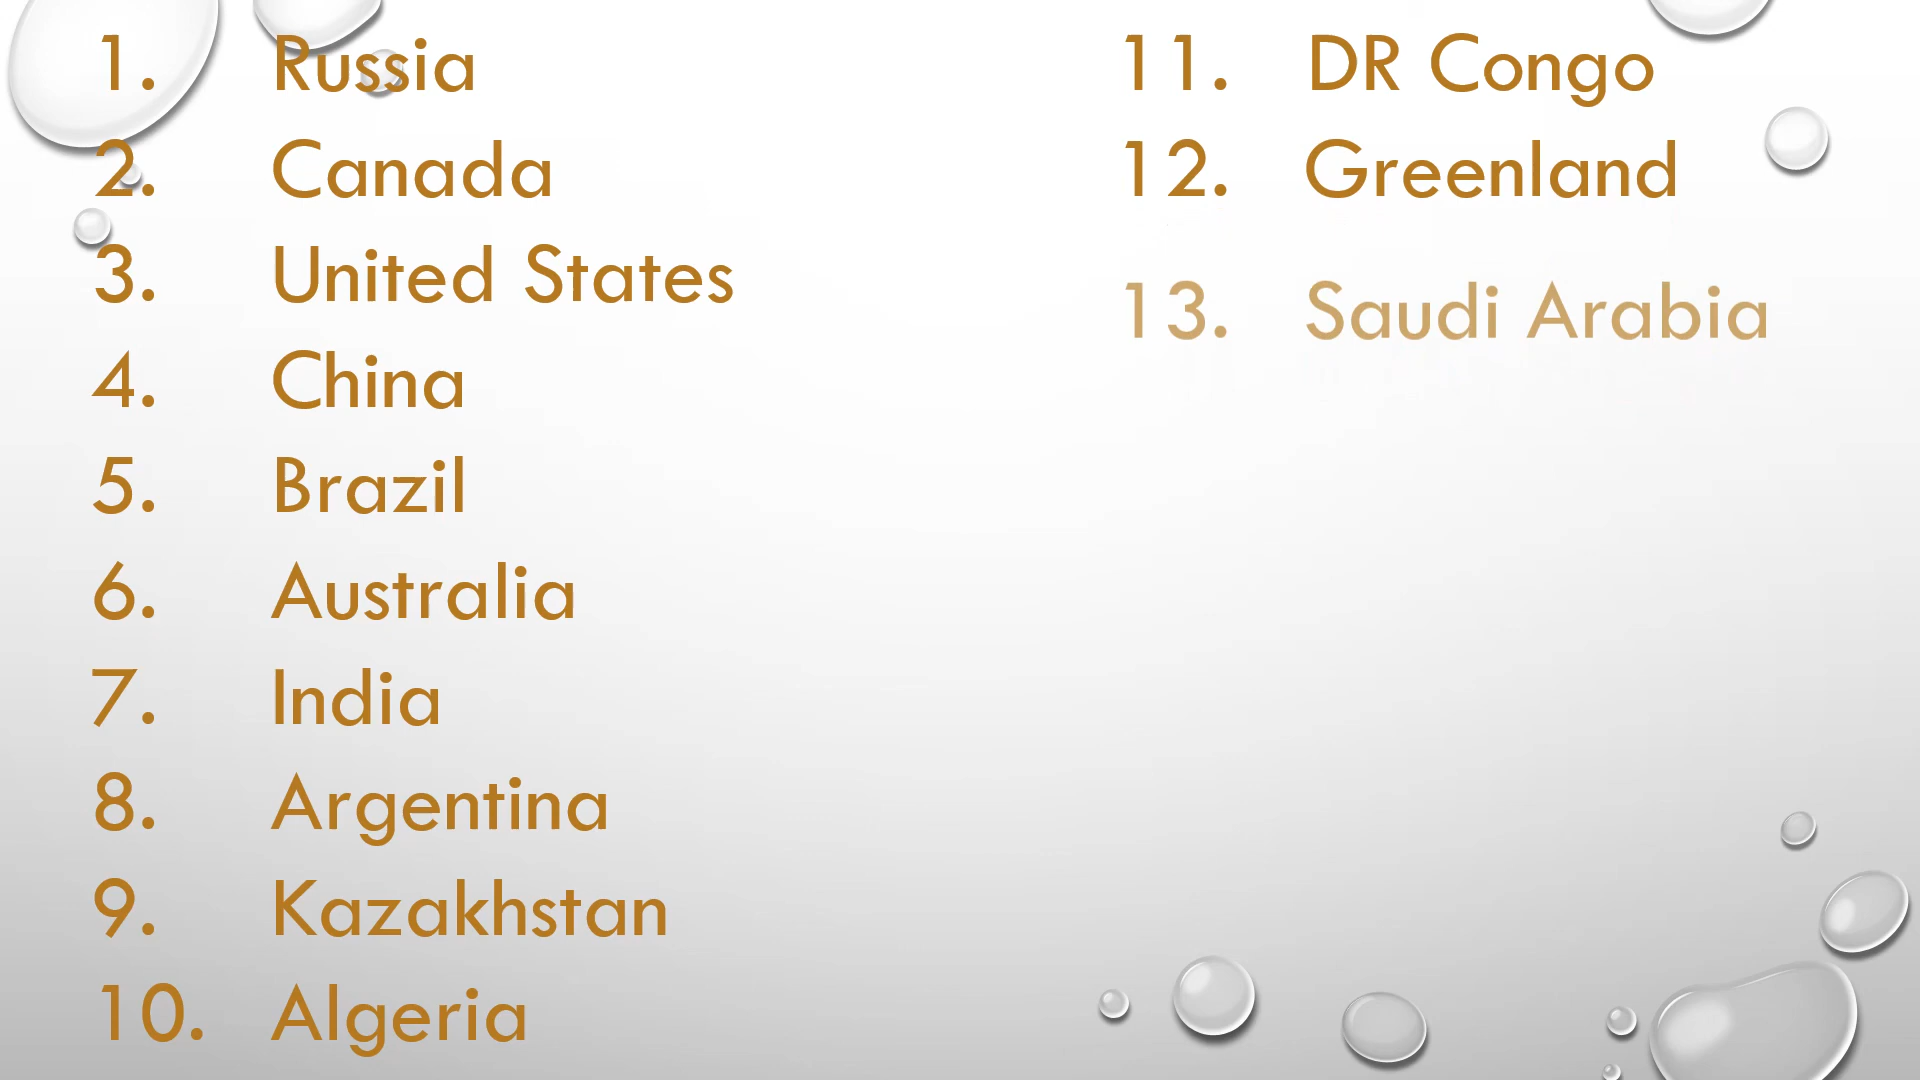 1. Russia
2. Canada
3. United States
4. China
5. Brazil
6. Australia
7. India
8. Argentina
9. Kazakhstan
10. Algeria
11. DR Congo
12. Greenland
13. Saudi Arabia